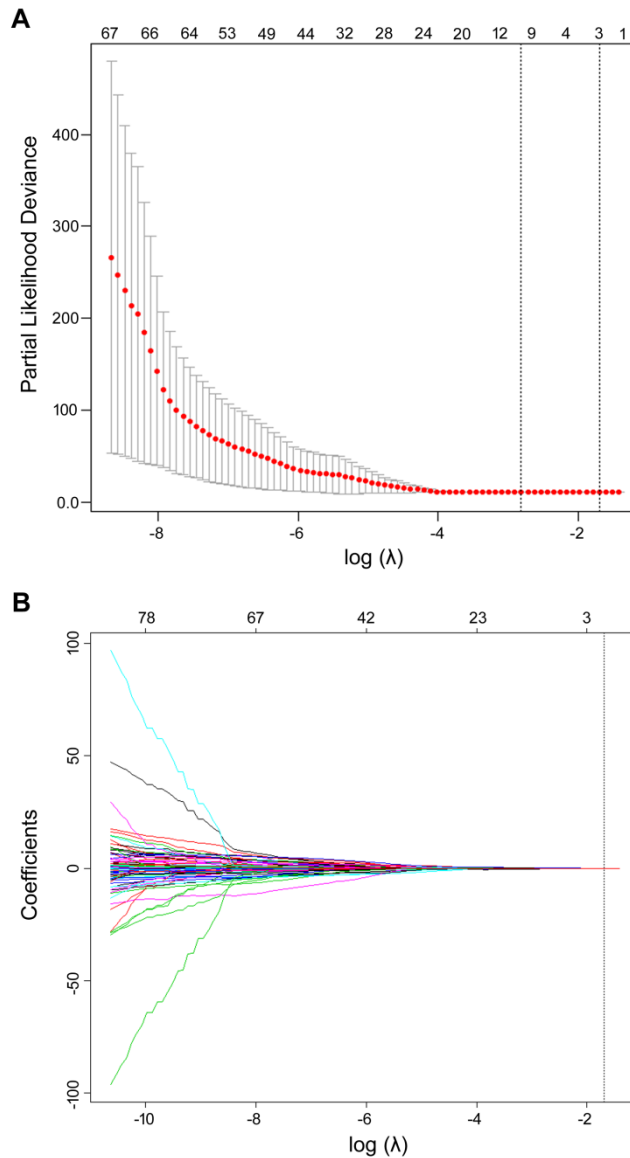 A
67 66 64 53 49 44 32 28 24 20 12 9 4 3 1
Partial Likelihood Deviance
400
300
200
100
0.0
-8 -6 -4 -2
log (λ)
B
78 67 42 23 3
Coefficients
100
50
0
-50
-100
-10 -8 -6 -4 -2
log (λ)